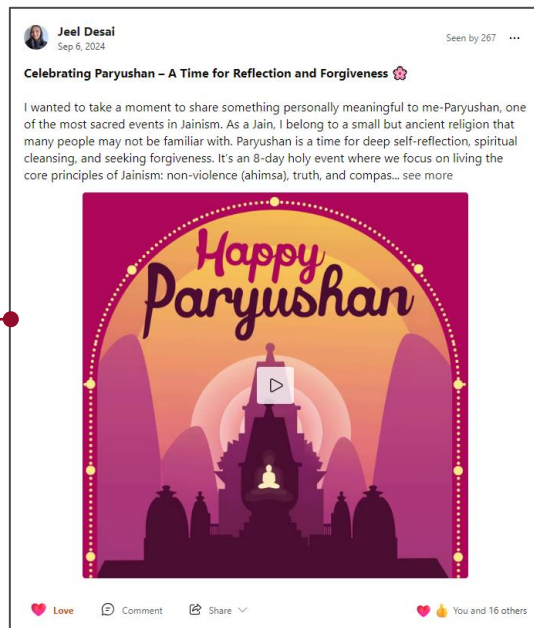 Jeel Desai
Sep 6, 2024
Seen by 267
Celebrating Paryushan – A Time for Reflection and Forgiveness
I wanted to take a moment to share something personally meaningful to me-Paryushan, one
of the most sacred events in Jainism. As a Jain, I belong to a small but ancient religion that
many people may not be familiar with. Paryushan is a time for deep self-reflection, spiritual
cleansing, and seeking forgiveness. It's an 8-day holy event where we focus on living the
core principles of Jainism: non-violence (ahimsa), truth, and compas... see more
Happy
Paryushan
Love
Comment
Share
You and 16 others